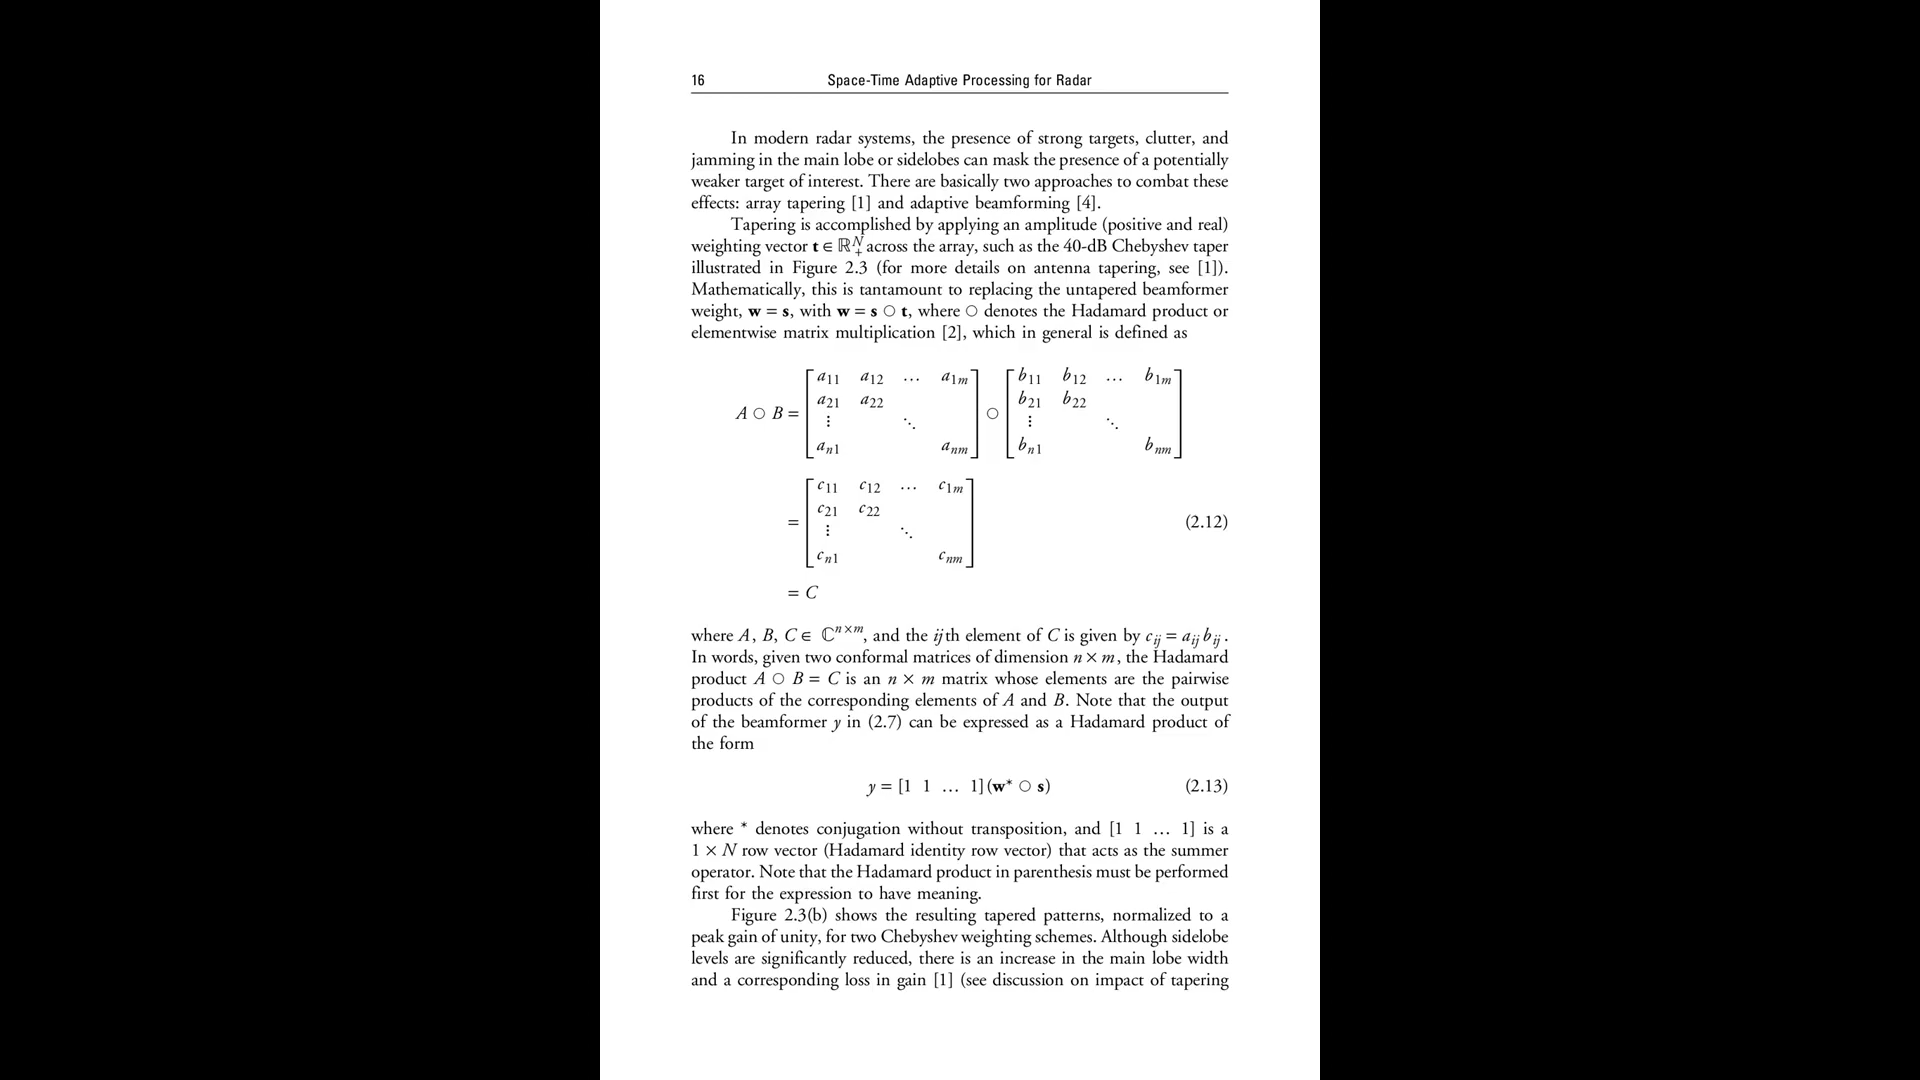 16 Space-Time Adaptive Processing for Radar
In modern radar systems, the presence of strong targets, clutter, and
jamming in the main lobe or sidelobes can mask the presence of a potentially
weaker target of interest. There are basically two approaches to combat these
effects: array tapering [1] and adaptive beamforming [4].
Tapering is accomplished by applying an amplitude (positive and real)
weighting vector t ∈ ℝ₊ᴺ across the array, such as the 40-dB Chebyshev taper
illustrated in Figure 2.3 (for more details on antenna tapering, see [1]).
Mathematically, this is tantamount to replacing the untapered beamformer
weight, w = s, with w = s ○ t, where ○ denotes the Hadamard product or
elementwise matrix multiplication [2], which in general is defined as
a11 a12 … a1m b11 b12 … b1m
a21 a22 b21 b22
A ○ B = ⋮ ⋱ ○ ⋮ ⋱
an1 anm bn1 bnm
c11 c12 … c1m
c21 c22
= ⋮ ⋱ (2.12)
cn1 cnm
= C
where A, B, C ∈ ℂⁿˣᵐ, and the ijth element of C is given by cij = aij bij.
In words, given two conformal matrices of dimension n × m, the Hadamard
product A ○ B = C is an n × m matrix whose elements are the pairwise
products of the corresponding elements of A and B. Note that the output
of the beamformer y in (2.7) can be expressed as a Hadamard product of
the form
y = [1 1 … 1](w* ○ s) (2.13)
where * denotes conjugation without transposition, and [1 1 … 1] is a
1 × N row vector (Hadamard identity row vector) that acts as the summer
operator. Note that the Hadamard product in parenthesis must be performed
first for the expression to have meaning.
Figure 2.3(b) shows the resulting tapered patterns, normalized to a
peak gain of unity, for two Chebyshev weighting schemes. Although sidelobe
levels are significantly reduced, there is an increase in the main lobe width
and a corresponding loss in gain [1] (see discussion on impact of tapering